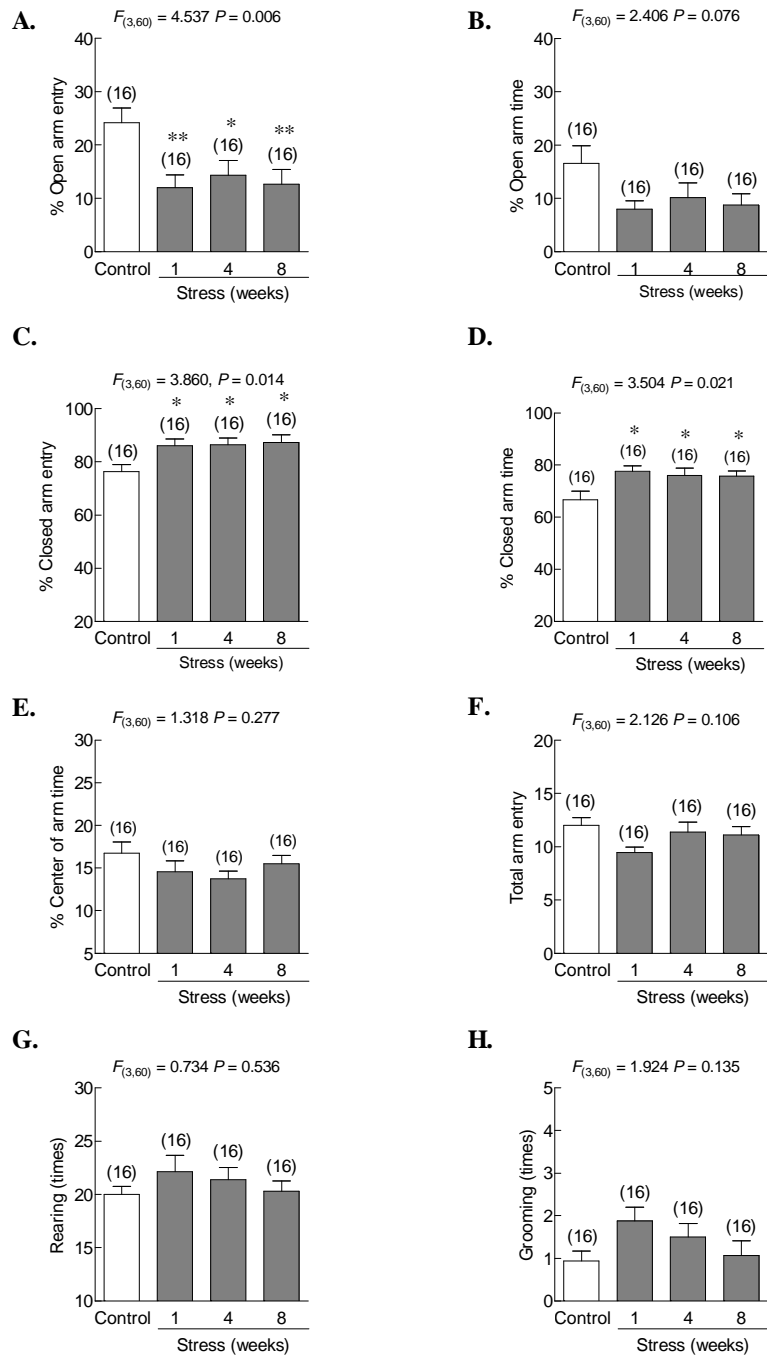 A.
F(3,60) = 4.537 P = 0.006
% Open arm entry
40
30
20
10
0
(16)
**
(16)
*
(16)
**
(16)
Control 1 4 8
Stress (weeks)
B.
F(3,60) = 2.406 P = 0.076
% Open arm time
40
30
20
10
0
(16)
(16)
(16)
(16)
Control 1 4 8
Stress (weeks)
C.
F(3,60) = 3.860, P = 0.014
% Closed arm entry
100
80
60
40
20
(16)
*
(16)
*
(16)
*
(16)
Control 1 4 8
Stress (weeks)
D.
F(3,60) = 3.504 P = 0.021
% Closed arm time
100
80
60
40
20
(16)
*
(16)
*
(16)
*
(16)
Control 1 4 8
Stress (weeks)
E.
F(3,60) = 1.318 P = 0.277
% Center of arm time
30
25
20
15
10
5
(16)
(16)
(16)
(16)
Control 1 4 8
Stress (weeks)
F.
F(3,60) = 2.126 P = 0.106
Total arm entry
20
15
10
5
0
(16)
(16)
(16)
(16)
Control 1 4 8
Stress (weeks)
G.
F(3,60) = 0.734 P = 0.536
Rearing (times)
30
25
20
15
10
(16)
(16)
(16)
(16)
Control 1 4 8
Stress (weeks)
H.
F(3,60) = 1.924 P = 0.135
Grooming (times)
5
4
3
2
1
0
(16)
(16)
(16)
(16)
Control 1 4 8
Stress (weeks)